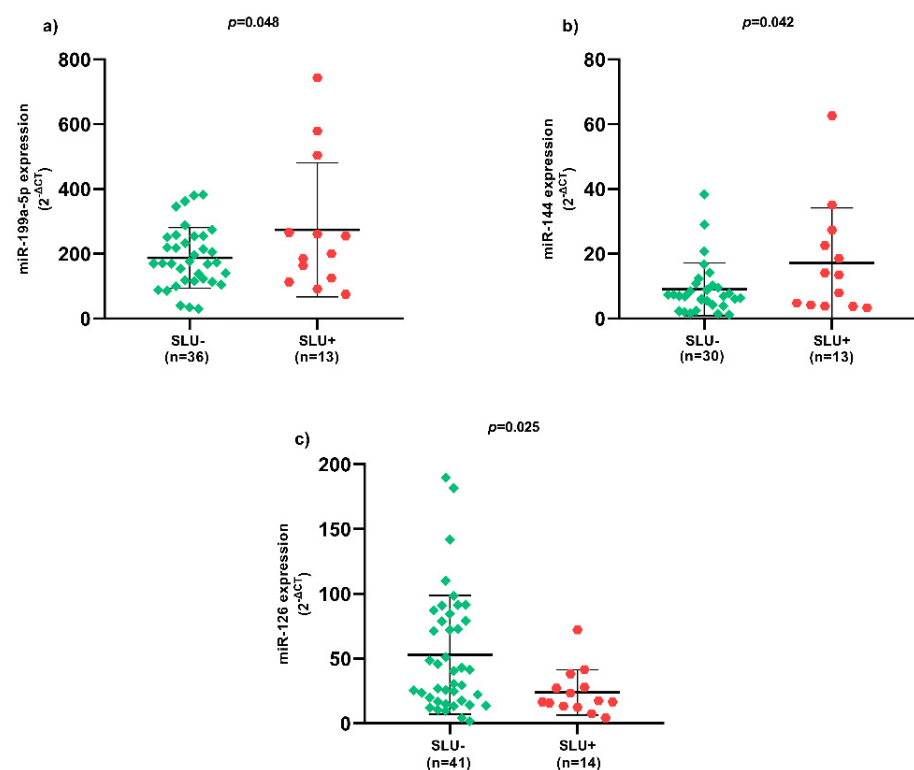 a)
p=0.048
miR-199a-5p expression
(2-ΔCT)
800
600
400
200
0
SLU-
(n=36)
SLU+
(n=13)
b)
p=0.042
miR-144 expression
(2-ΔCT)
80
60
40
20
0
SLU-
(n=30)
SLU+
(n=13)
c)
p=0.025
miR-126 expression
(2-ΔCT)
200
150
100
50
0
SLU-
(n=41)
SLU+
(n=14)